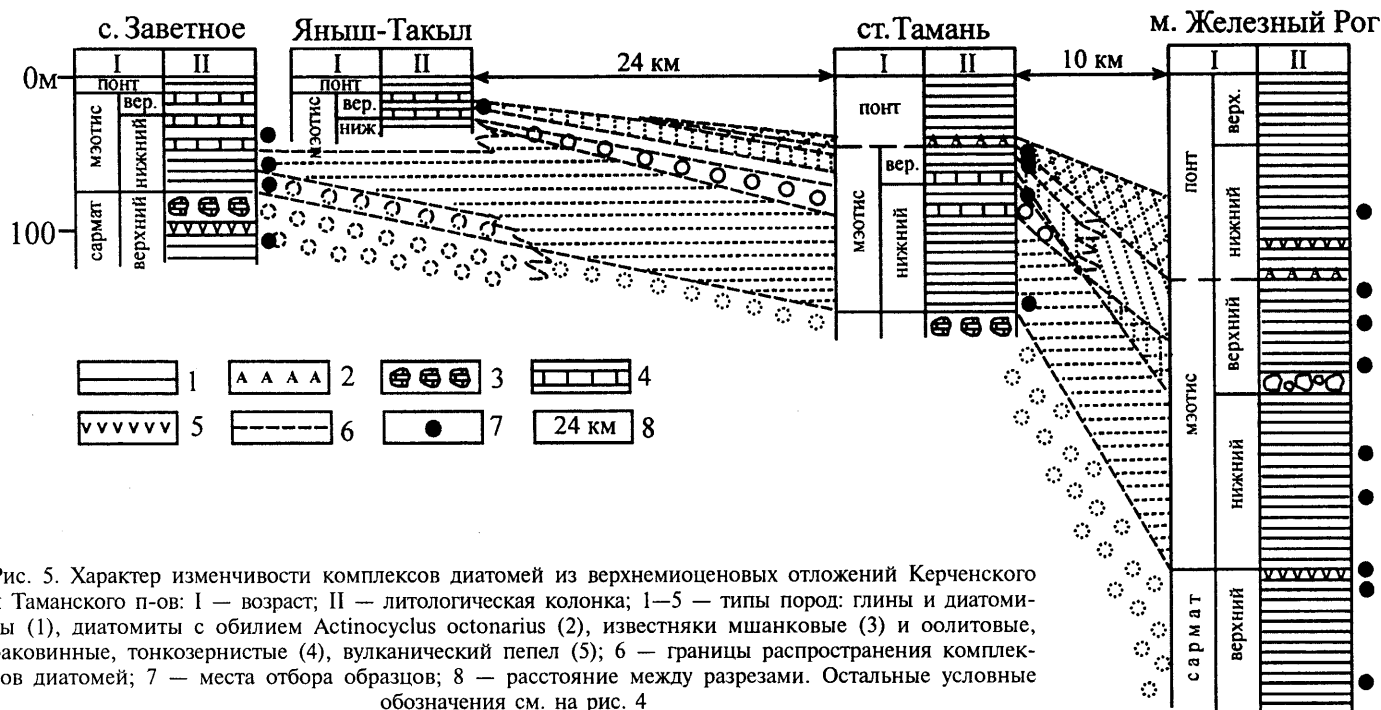 с. Заветное
Яныш-Такыл
ст. Тамань
м. Железный Рог
I II
I II
24 км
I II
10 км
I II
0м
100
понт
вер.
мэотис
нижний
сармат
верхний
понт
вер.
мэотис
ниж.
понт
вер.
мэотис
нижний
верх.
понт
нижний
верхний
мэотис
нижний
сармат
верхний
A A A A
A A A A
1
A A A A 2
3
4
vvvvvv 5
6
7
24 км 8
Рис. 5. Характер изменчивости комплексов диатомей из верхнемиоценовых отложений Керченского
Таманского п-ов: I — возраст; II — литологическая колонка; 1—5 — типы пород: глины и диатоми-
ы (1), диатомиты с обилием Actinocyclus octonarius (2), известняки мшанковые (3) и оолитовые,
раковинные, тонкозернистые (4), вулканический пепел (5); 6 — границы распространения комплек-
ов диатомей; 7 — места отбора образцов; 8 — расстояние между разрезами. Остальные условные
обозначения см. на рис. 4